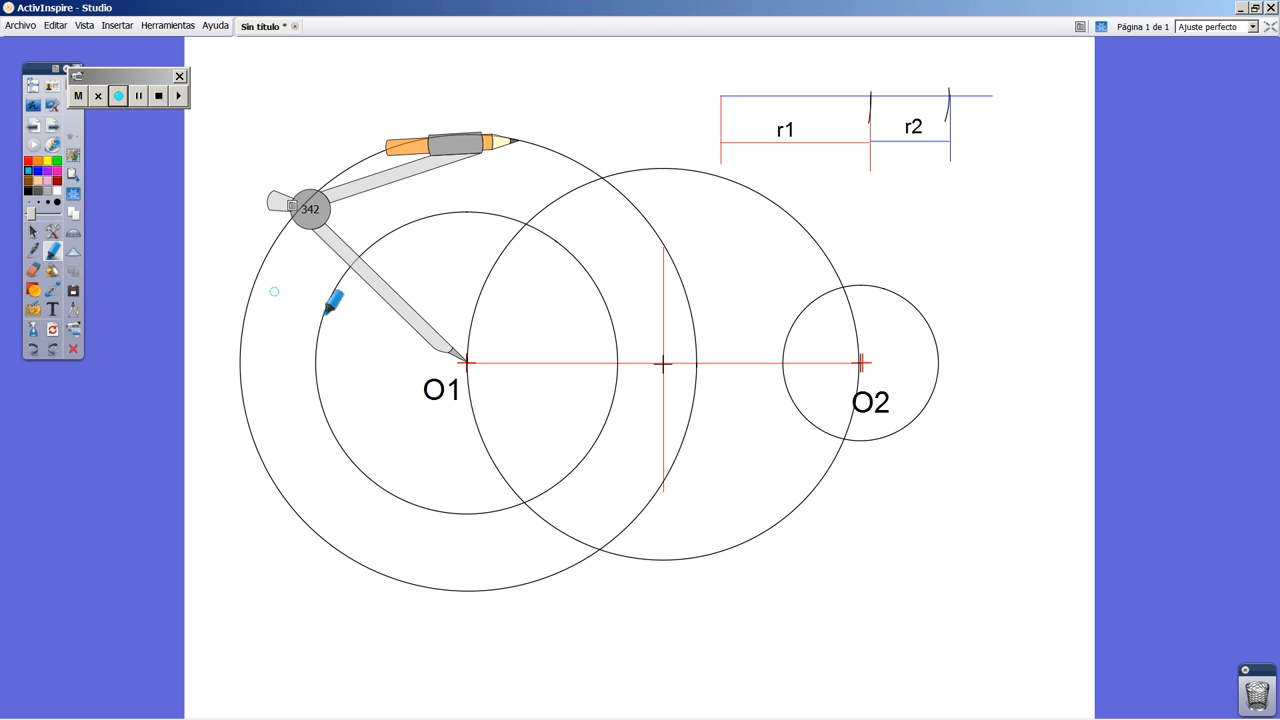 ActivInspire - Studio
Archivo Editar Vista Insertar Herramientas Ayuda Sin título * Página 1 de 1 Ajuste perfecto
M
r1 r2
342
O1
O2
T